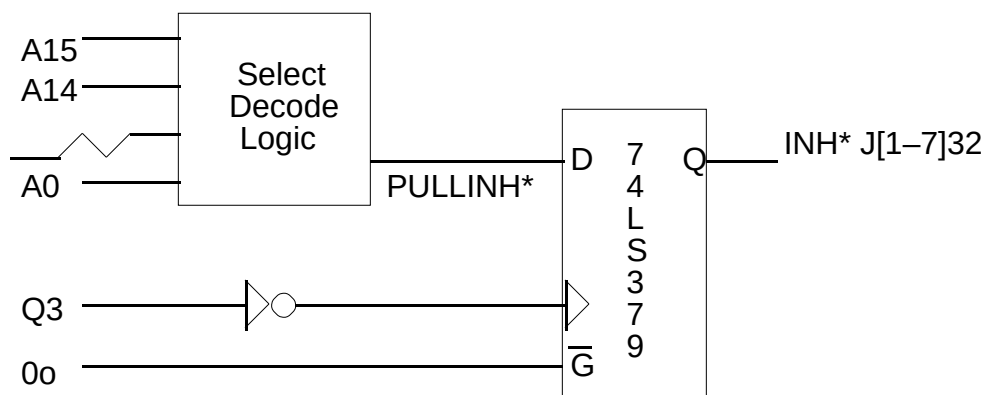 A15
A14
A0
Select
Decode
Logic
PULLINH*
D
7
4
L
S
3
7
9
Q
INH* J[1–7]32
Q3
0o
G